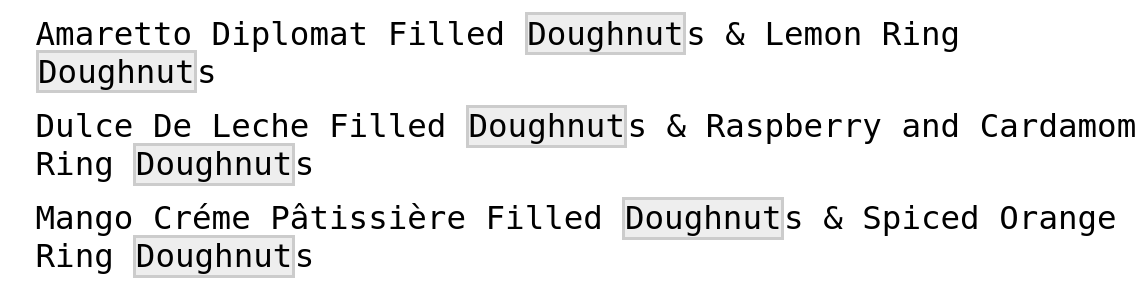 Amaretto Diplomat Filled Doughnuts & Lemon Ring
Doughnuts
Dulce De Leche Filled Doughnuts & Raspberry and Cardamom
Ring Doughnuts
Mango Créme Pâtissière Filled Doughnuts & Spiced Orange
Ring Doughnuts